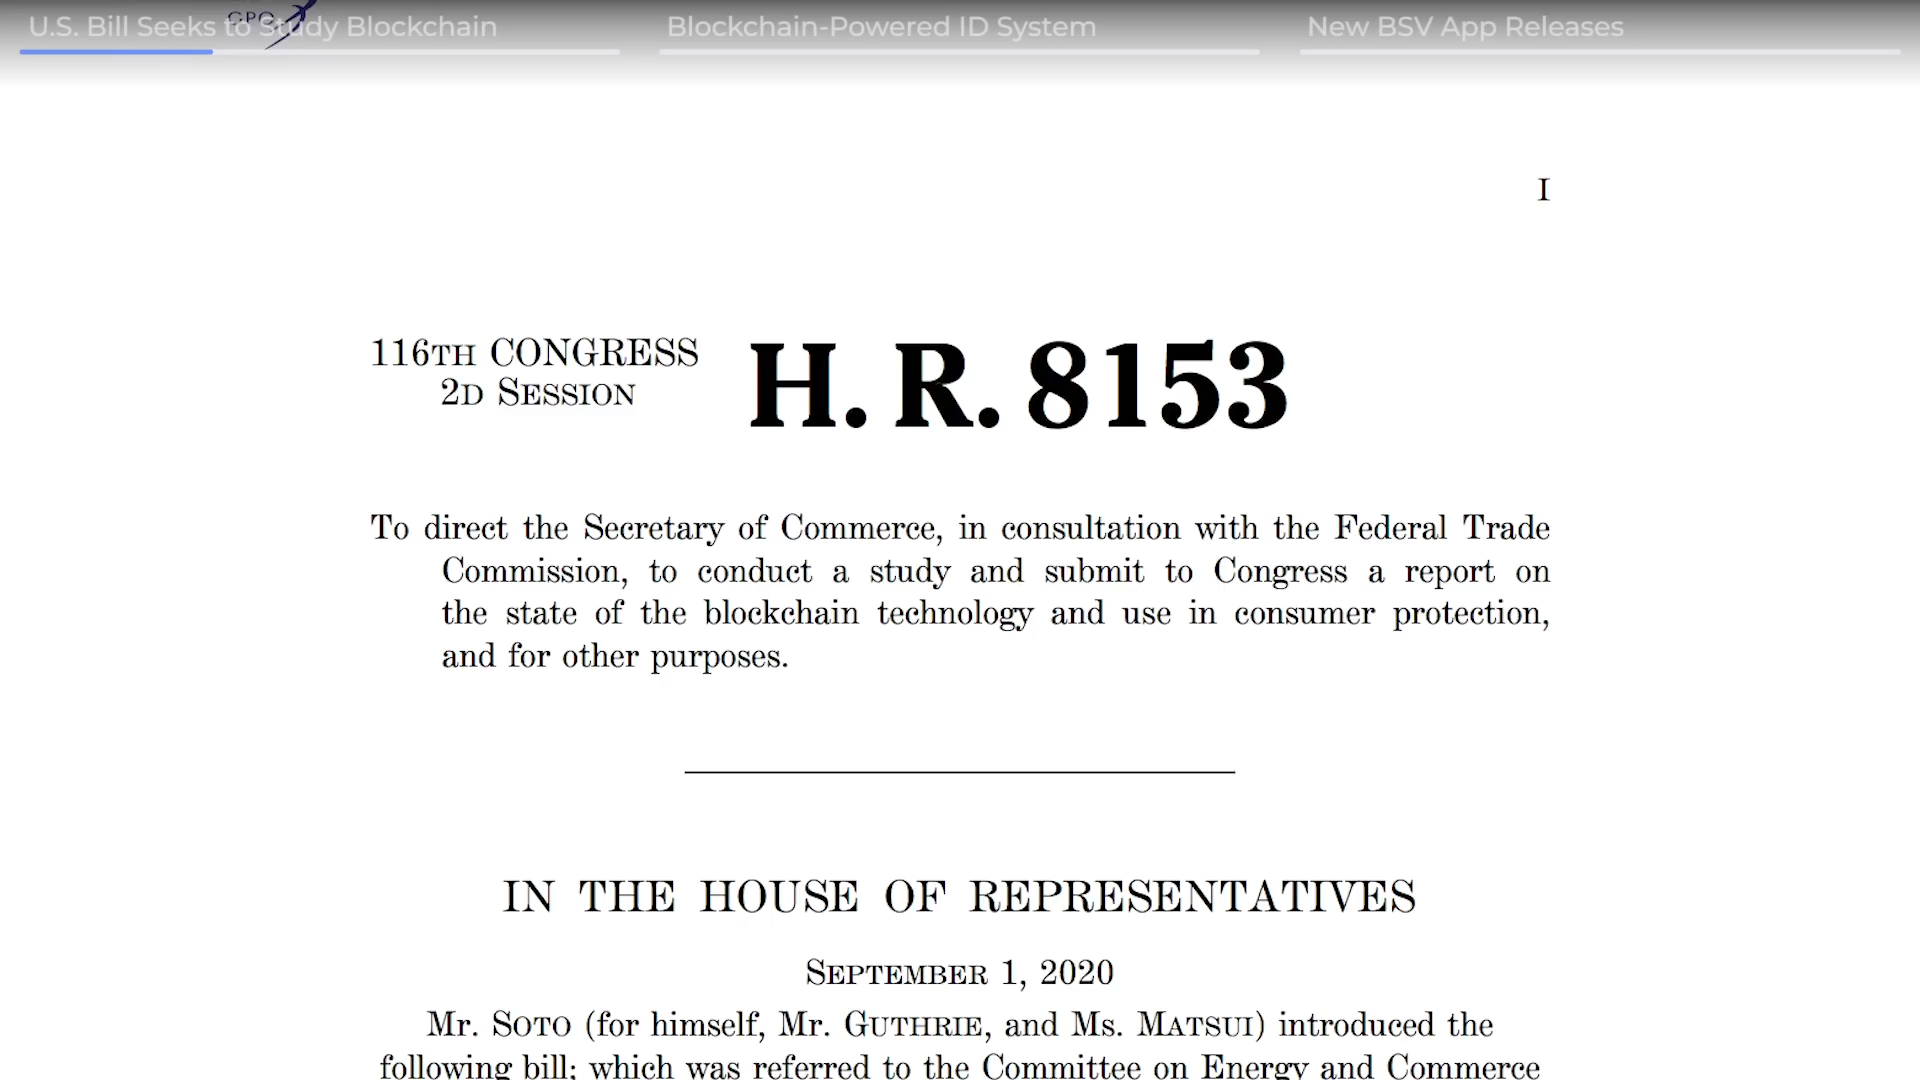 U.S. Bill Seeks to Study Blockchain
Blockchain-Powered ID System
New BSV App Releases
GPO
I
116TH CONGRESS
2D SESSION
H. R. 8153
To direct the Secretary of Commerce, in consultation with the Federal Trade
Commission, to conduct a study and submit to Congress a report on
the state of the blockchain technology and use in consumer protection,
and for other purposes.
IN THE HOUSE OF REPRESENTATIVES
SEPTEMBER 1, 2020
Mr. SOTO (for himself, Mr. GUTHRIE, and Ms. MATSUI) introduced the
following bill; which was referred to the Committee on Energy and Commerce